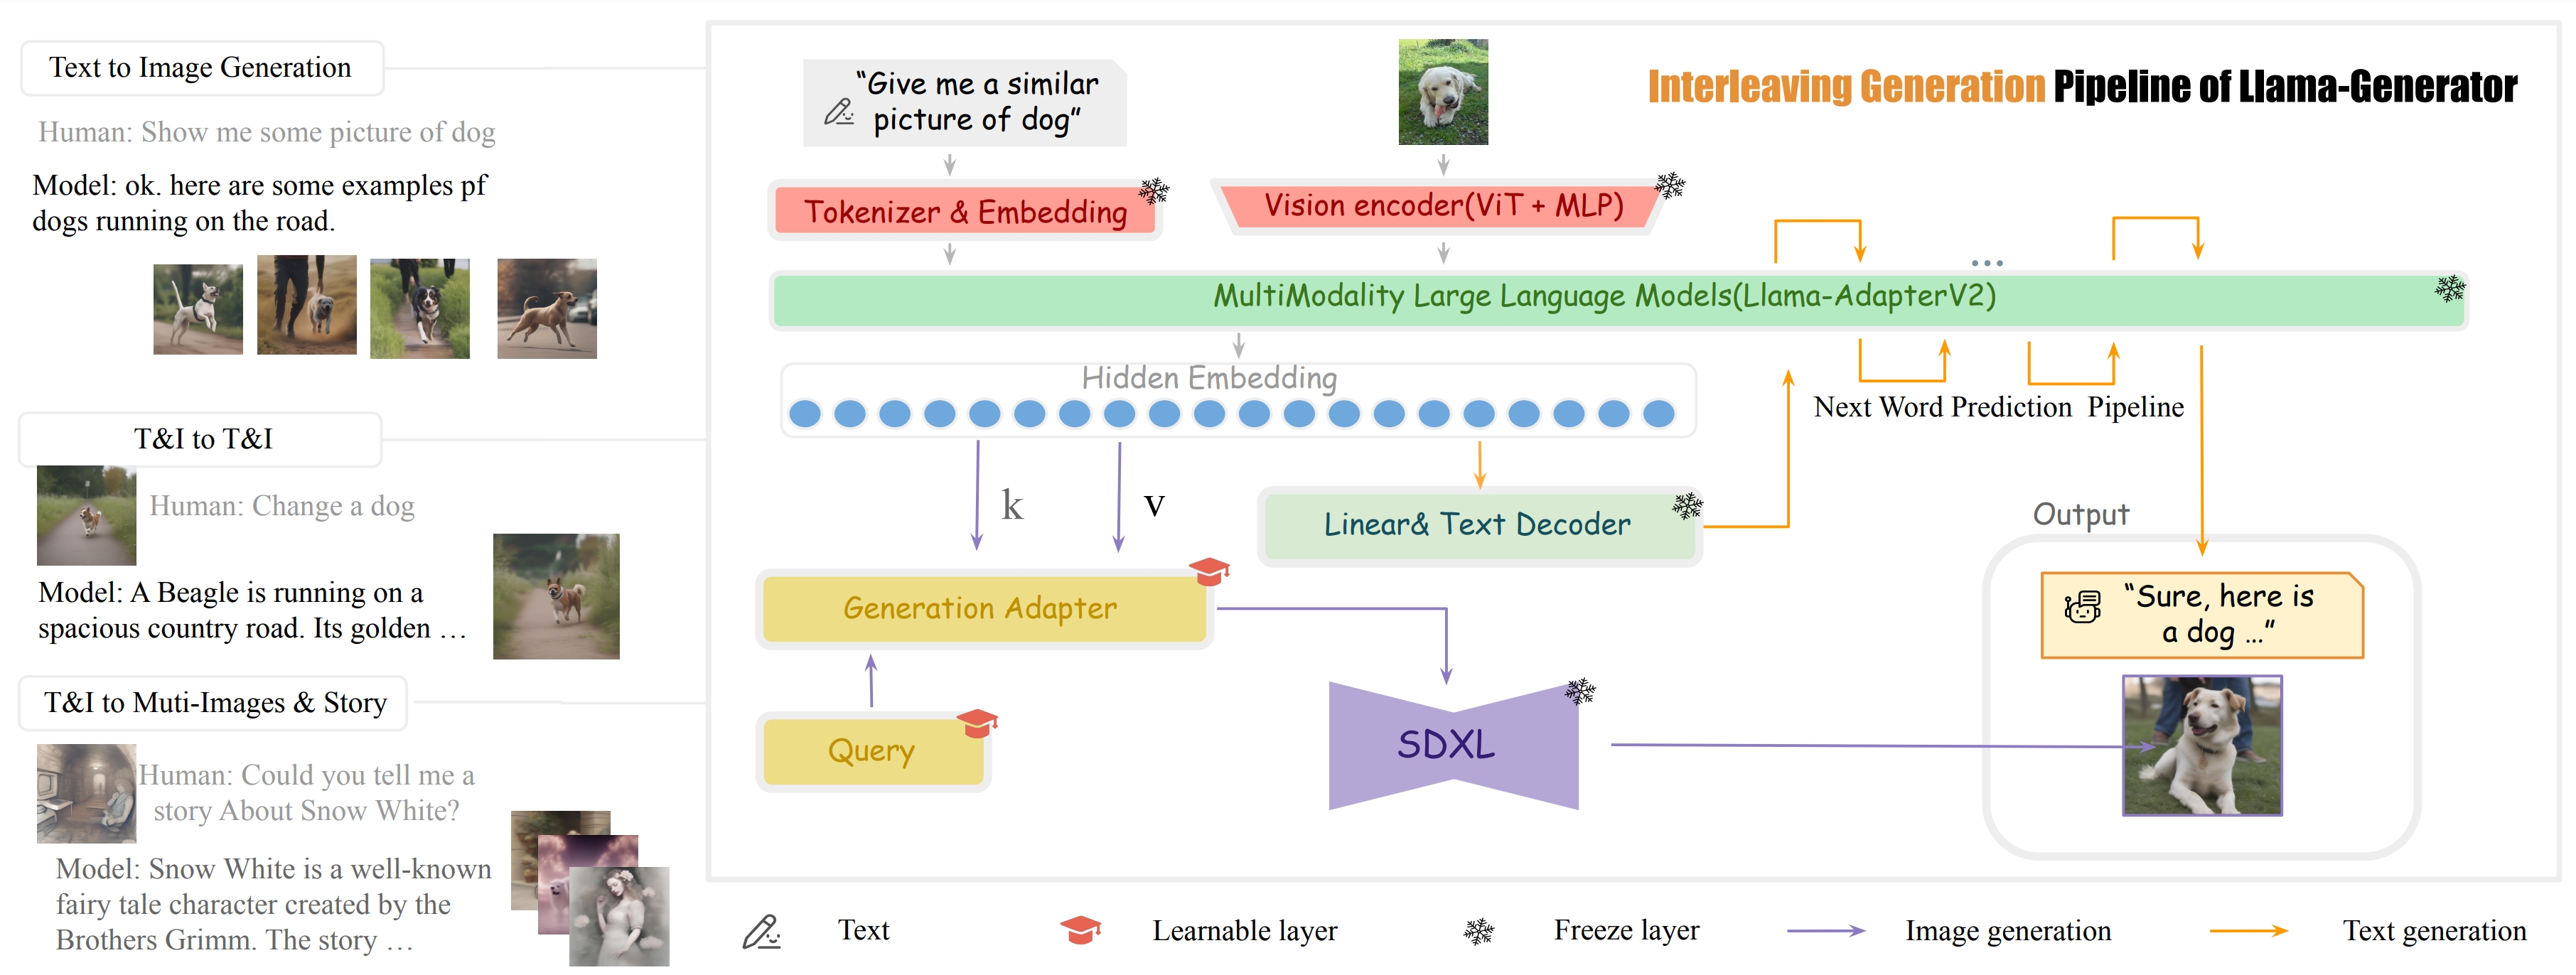 Text to Image Generation
Human: Show me some picture of dog
Model: ok. here are some examples pf
dogs running on the road.
T&I to T&I
Human: Change a dog
Model: A Beagle is running on a
spacious country road. Its golden …
T&I to Muti-Images & Story
Human: Could you tell me a
story About Snow White?
Model: Snow White is a well-known
fairy tale character created by the
Brothers Grimm. The story …
Interleaving Generation Pipeline of Llama-Generator
“Give me a similar
picture of dog”
Tokenizer & Embedding
Vision encoder(ViT + MLP)
...
MultiModality Large Language Models(Llama-AdapterV2)
Hidden Embedding
Next Word Prediction Pipeline
k
v
Linear& Text Decoder
Generation Adapter
Query
SDXL
Output
“Sure, here is
a dog …”
Text
Learnable layer
Freeze layer
Image generation
Text generation